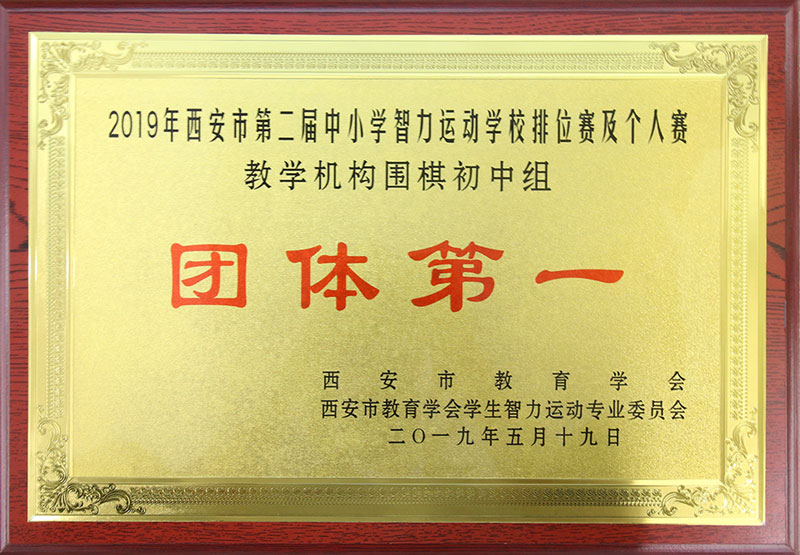 2019年西安市第二届中小学智力运动学校排位赛及个人赛
教学机构围棋初中组
团体第一
西安市教育学会
西安市教育学会学生智力运动专业委员会
二〇一九年五月十九日